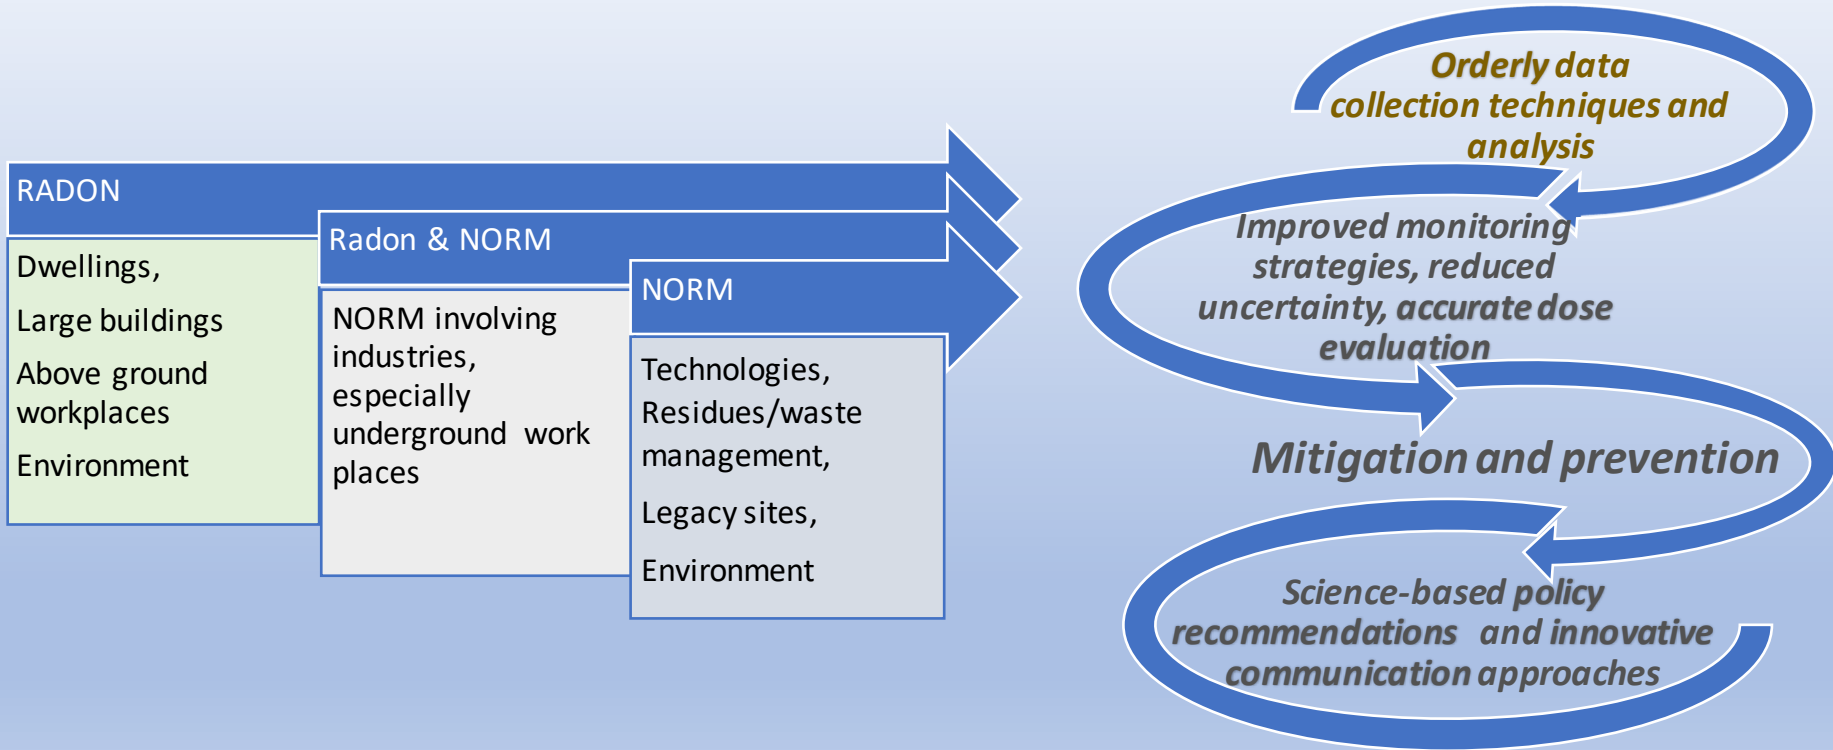 RADON
Dwellings,
Large buildings
Above ground
workplaces
Environment
Radon & NORM
NORM involving
industries,
especially
underground work
places
NORM
Technologies,
Residues/waste
management,
Legacy sites,
Environment
Orderly data
collection techniques and
analysis
Improved monitoring
strategies, reduced
uncertainty, accurate dose
evaluation
Mitigation and prevention
Science-based policy
recommendations and innovative
communication approaches